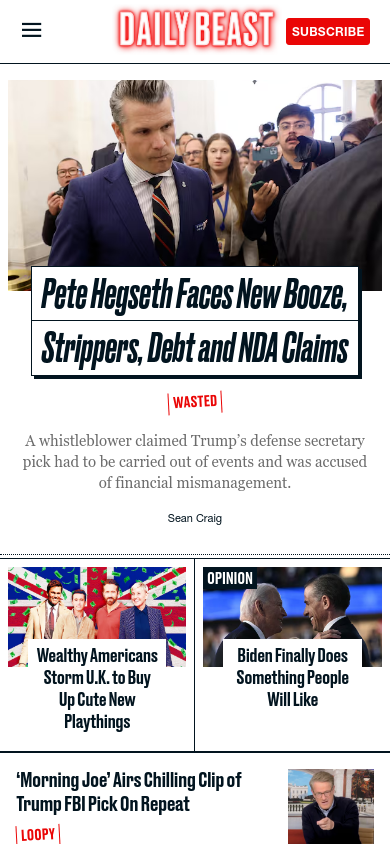 DAILY BEAST
SUBSCRIBE
Pete Hegseth Faces New Booze,
Strippers, Debt and NDA Claims
WASTED
A whistleblower claimed Trump’s defense secretary
pick had to be carried out of events and was accused
of financial mismanagement.
Sean Craig
Wealthy Americans
Storm U.K. to Buy
Up Cute New
Playthings
OPINION
Biden Finally Does
Something People
Will Like
‘Morning Joe’ Airs Chilling Clip of
Trump FBI Pick On Repeat
LOOPY